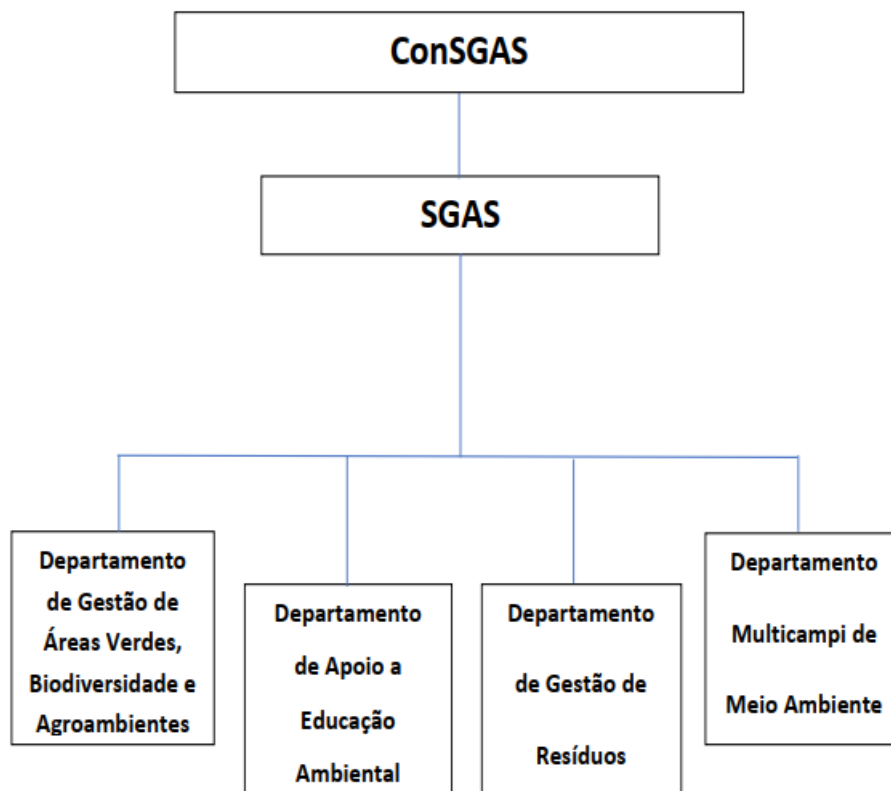 ConSGAS
SGAS
Departamento
de Gestão de
Áreas Verdes,
Biodiversidade e
Agroambientes
Departamento
de Apoio a
Educação
Ambiental
Departamento
de Gestão de
Resíduos
Departamento
Multicampi de
Meio Ambiente